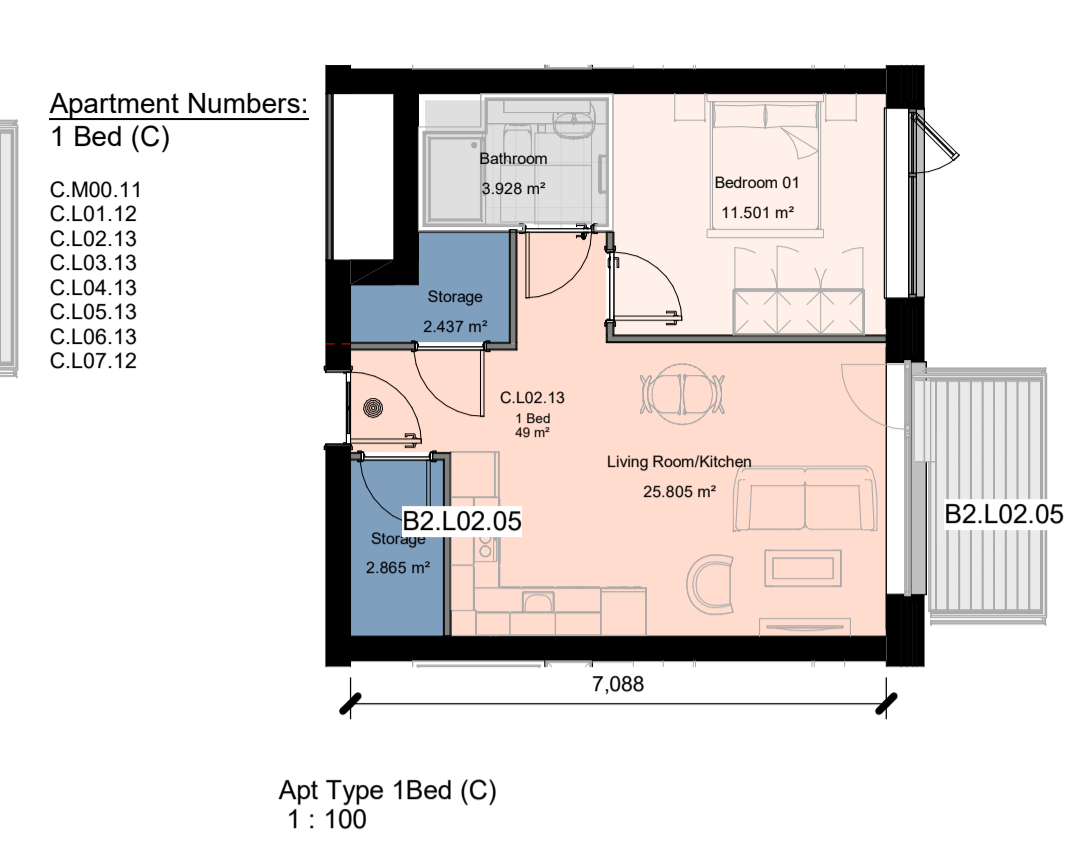 Apartment Numbers:
1 Bed (C)
C.M00.11
C.L01.12
C.L02.13
C.L03.13
C.L04.13
C.L05.13
C.L06.13
C.L07.12
Bathroom
3.928 m²
Bedroom 01
11.501 m²
Storage
2.437 m²
C.L02.13
1 Bed
49 m²
Living Room/Kitchen
25.805 m²
B2.L02.05
B2.L02.05
Storage
2.865 m²
7,088
Apt Type 1Bed (C)
1 : 100